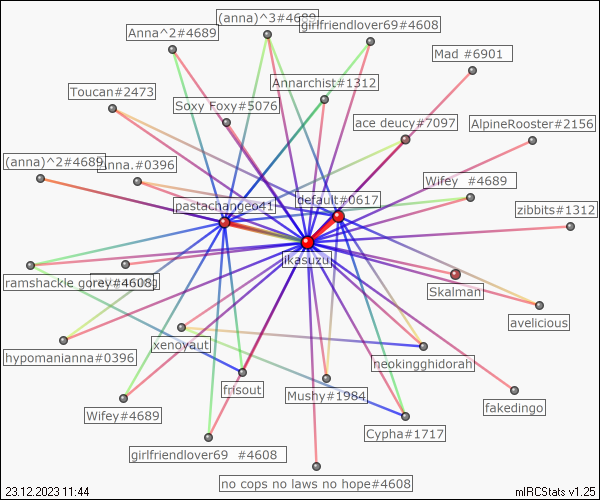 (anna)^3#4689
girlfriendlover69#4608
Anna^2#4689
Mad #6901
Annarchist#1312
Toucan#2473
Soxy Foxy#5076
ace deucy#7097
AlpineRooster#2156
(anna)^2#4689
Anna.#0396
Wifey #4689
default#0617
pastachandeo41
zibbits#1312
ikasuzu
ramshackle gorey#4608
Skalman
avelicious
xenoyaut
hypomanianna#0396
neokingghidorah
frisout
Mushy#1984
fakedingo
Wifey#4689
Cypha#1717
girlfriendlover69 #4608
no cops no laws no hope#4608
23.12.2023 11:44
mIRCStats v1.25